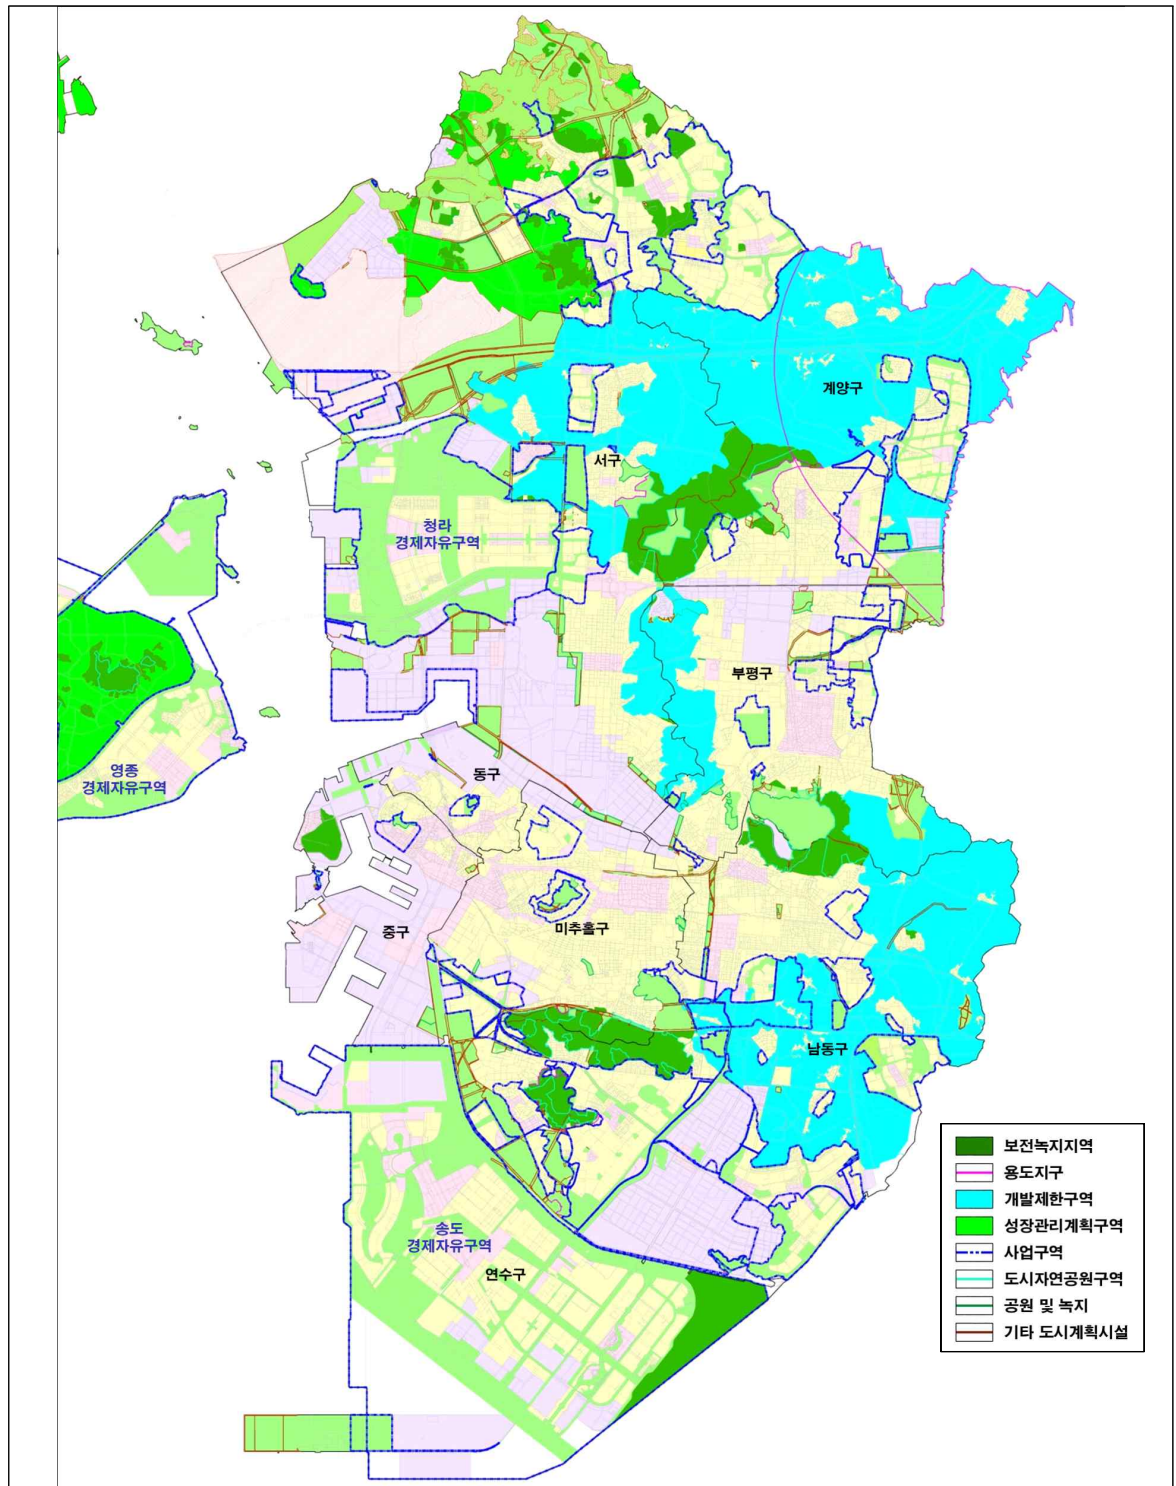 계양구
서구
청라
경제자유구역
부평구
영종
경제자유구역
동구
미추홀구
중구
남동구
송도
경제자유구역
연수구
보전녹지지역
용도지구
개발제한구역
성장관리계획구역
사업구역
도시자연공원구역
공원 및 녹지
기타 도시계획시설